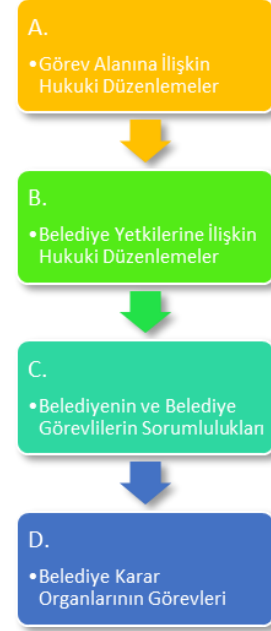 A.
•Görev Alanına İlişkin
Hukuki Düzenlemeler
B.
•Belediye Yetkilerine İlişkin
Hukuki Düzenlemeler
C.
•Belediyenin ve Belediye
Görevlilerin Sorumlulukları
D.
•Belediye Karar
Organlarının Görevleri